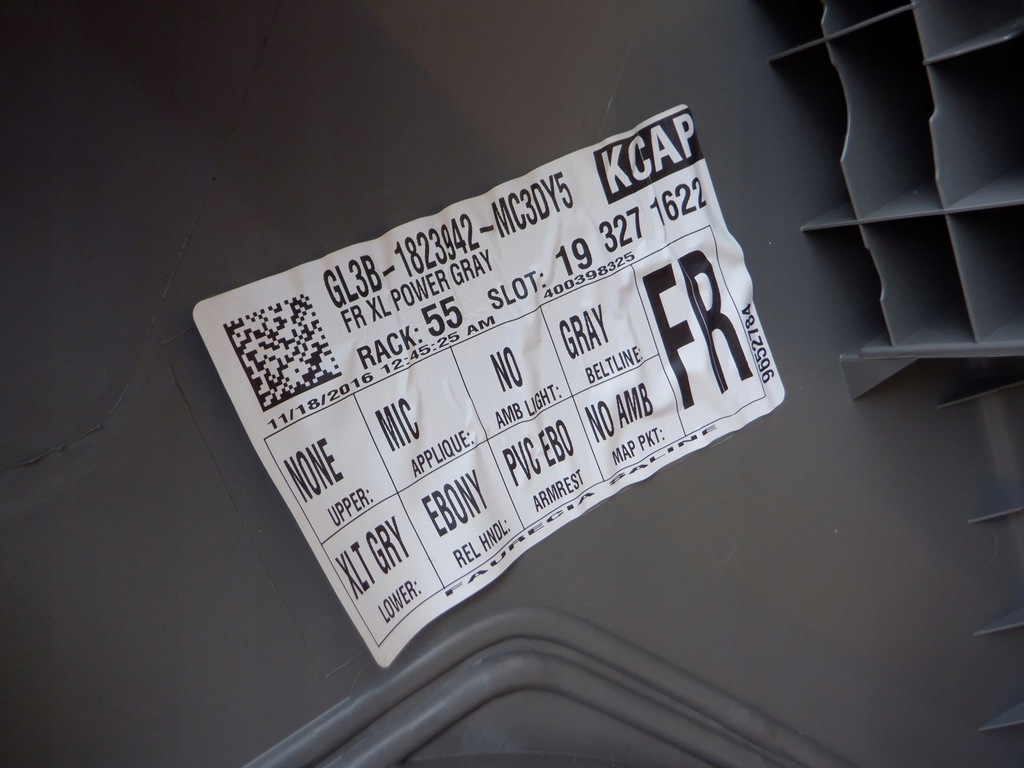 KCAP
GL3B-1823942-MC3DY5
FR XL POWER GRAY
RACK: 55 SLOT: 19 327 1622
11/18/2016 12:45:25 AM 400398325
NONE MIC NO GRAY FR
UPPER: APPLIQUE: AMB LIGHT: BELTLINE:
XLT GRY EBONY PVC EBO NO AMB
LOWER: REL HNDL: ARMREST MAP PKT:
FAURECIA SALINE
9652784